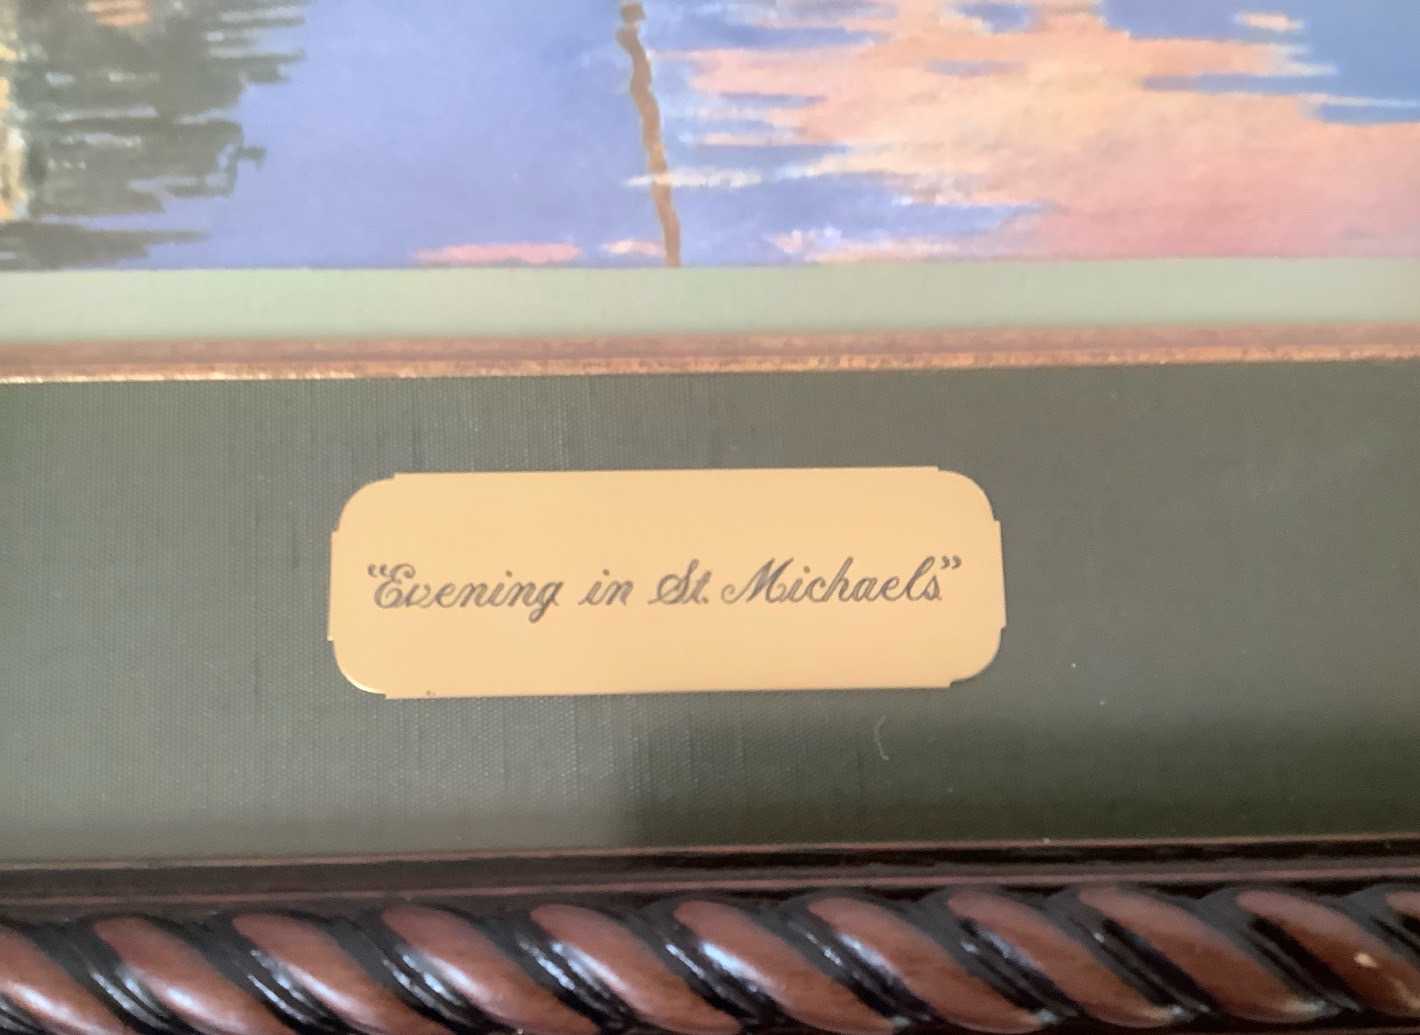 “Evening in St. Michaels”